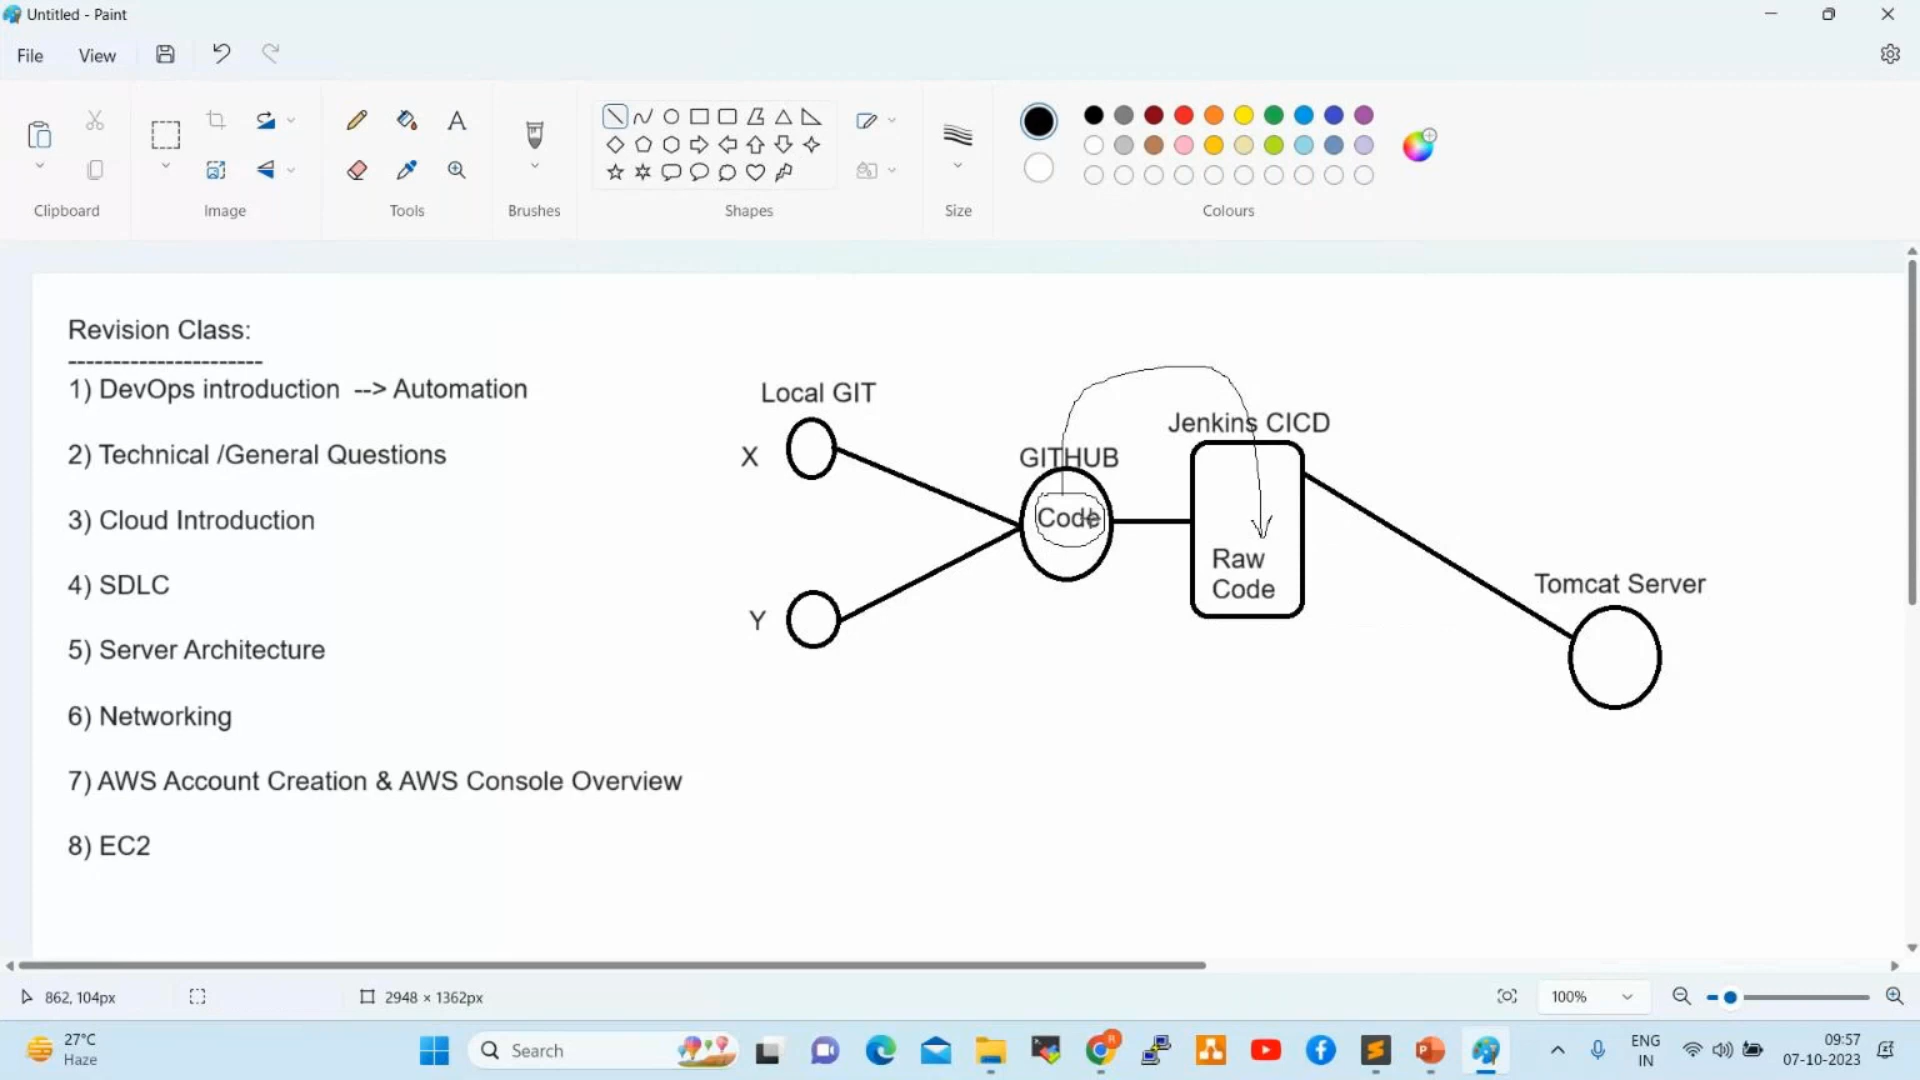 Untitled - Paint
File
View
Clipboard
Image
Tools
Brushes
Shapes
Size
Colours
Revision Class:
----------------------
1) DevOps introduction --> Automation
2) Technical /General Questions
3) Cloud Introduction
4) SDLC
5) Server Architecture
6) Networking
7) AWS Account Creation & AWS Console Overview
8) EC2
Local GIT
X
Y
GITHUB
Code
Jenkins CICD
Raw
Code
Tomcat Server
862, 104px
2948 × 1362px
100%
27°C
Haze
Search
ENG
IN
09:57
07-10-2023